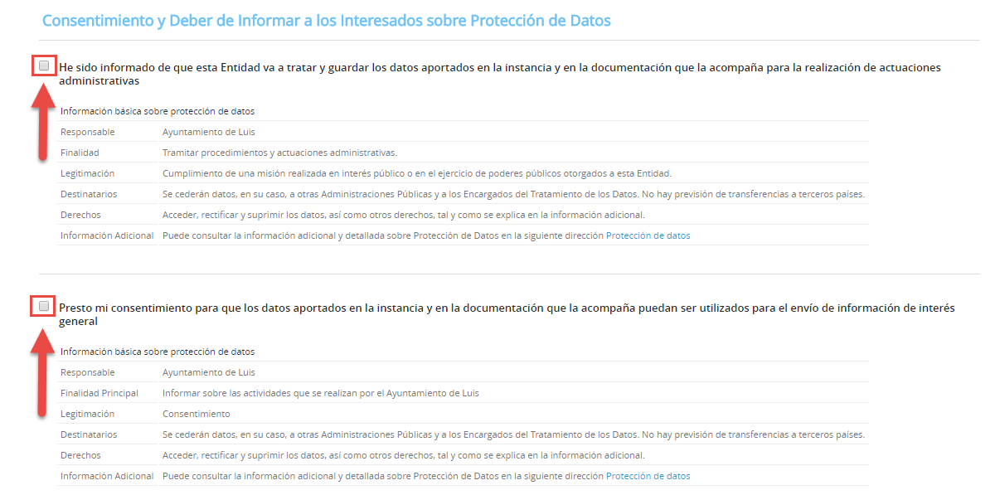 Consentimiento y Deber de Informar a los Interesados sobre Protección de Datos
He sido informado de que esta Entidad va a tratar y guardar los datos aportados en la instancia y en la documentación que la acompaña para la realización de actuaciones
administrativas
Información básica sobre protección de datos
Responsable Ayuntamiento de Luis
Finalidad Tramitar procedimientos y actuaciones administrativas.
Legitimación Cumplimiento de una misión realizada en interés público o en el ejercicio de poderes públicos otorgados a esta Entidad.
Destinatarios Se cederán datos, en su caso, a otras Administraciones Públicas y a los Encargados del Tratamiento de los Datos. No hay previsión de transferencias a terceros países.
Derechos Acceder, rectificar y suprimir los datos, así como otros derechos, tal y como se explica en la información adicional.
Información Adicional Puede consultar la información adicional y detallada sobre Protección de Datos en la siguiente dirección Protección de datos
Presto mi consentimiento para que los datos aportados en la instancia y en la documentación que la acompaña puedan ser utilizados para el envío de información de interés
general
Información básica sobre protección de datos
Responsable Ayuntamiento de Luis
Finalidad Principal Informar sobre las actividades que se realizan por el Ayuntamiento de Luis
Legitimación Consentimiento
Destinatarios Se cederán datos, en su caso, a otras Administraciones Públicas y a los Encargados del Tratamiento de los Datos. No hay previsión de transferencias a terceros países.
Derechos Acceder, rectificar y suprimir los datos, así como otros derechos, tal y como se explica en la información adicional.
Información Adicional Puede consultar la información adicional y detallada sobre Protección de Datos en la siguiente dirección Protección de datos